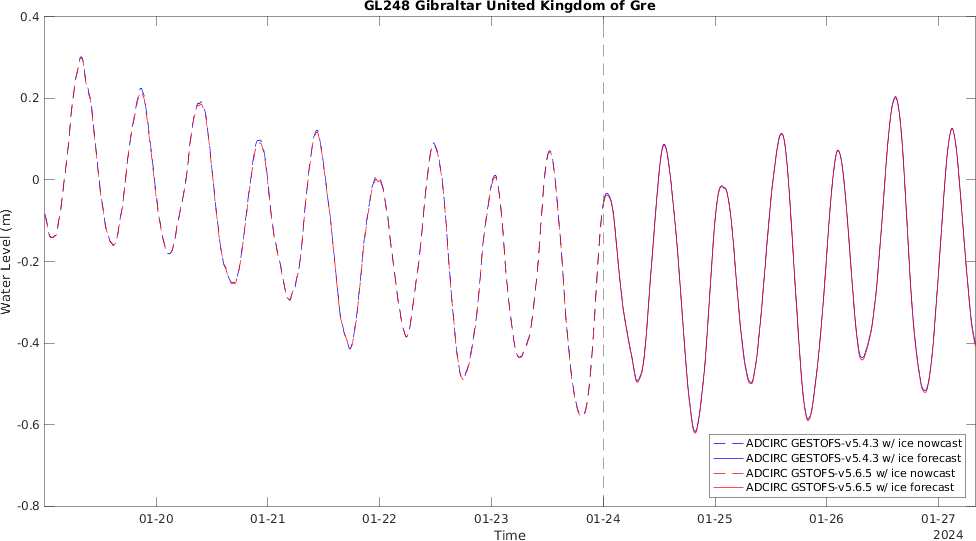 GL248 Gibraltar United Kingdom of Gre
0.4
0.2
0
-0.2
-0.4
-0.6
-0.8
Water Level (m)
01-20 01-21 01-22 01-23 01-24 01-25 01-26 01-27
Time
2024
ADCIRC GESTOFS-v5.4.3 w/ ice nowcast
ADCIRC GESTOFS-v5.4.3 w/ ice forecast
ADCIRC GSTOFS-v5.6.5 w/ ice nowcast
ADCIRC GSTOFS-v5.6.5 w/ ice forecast